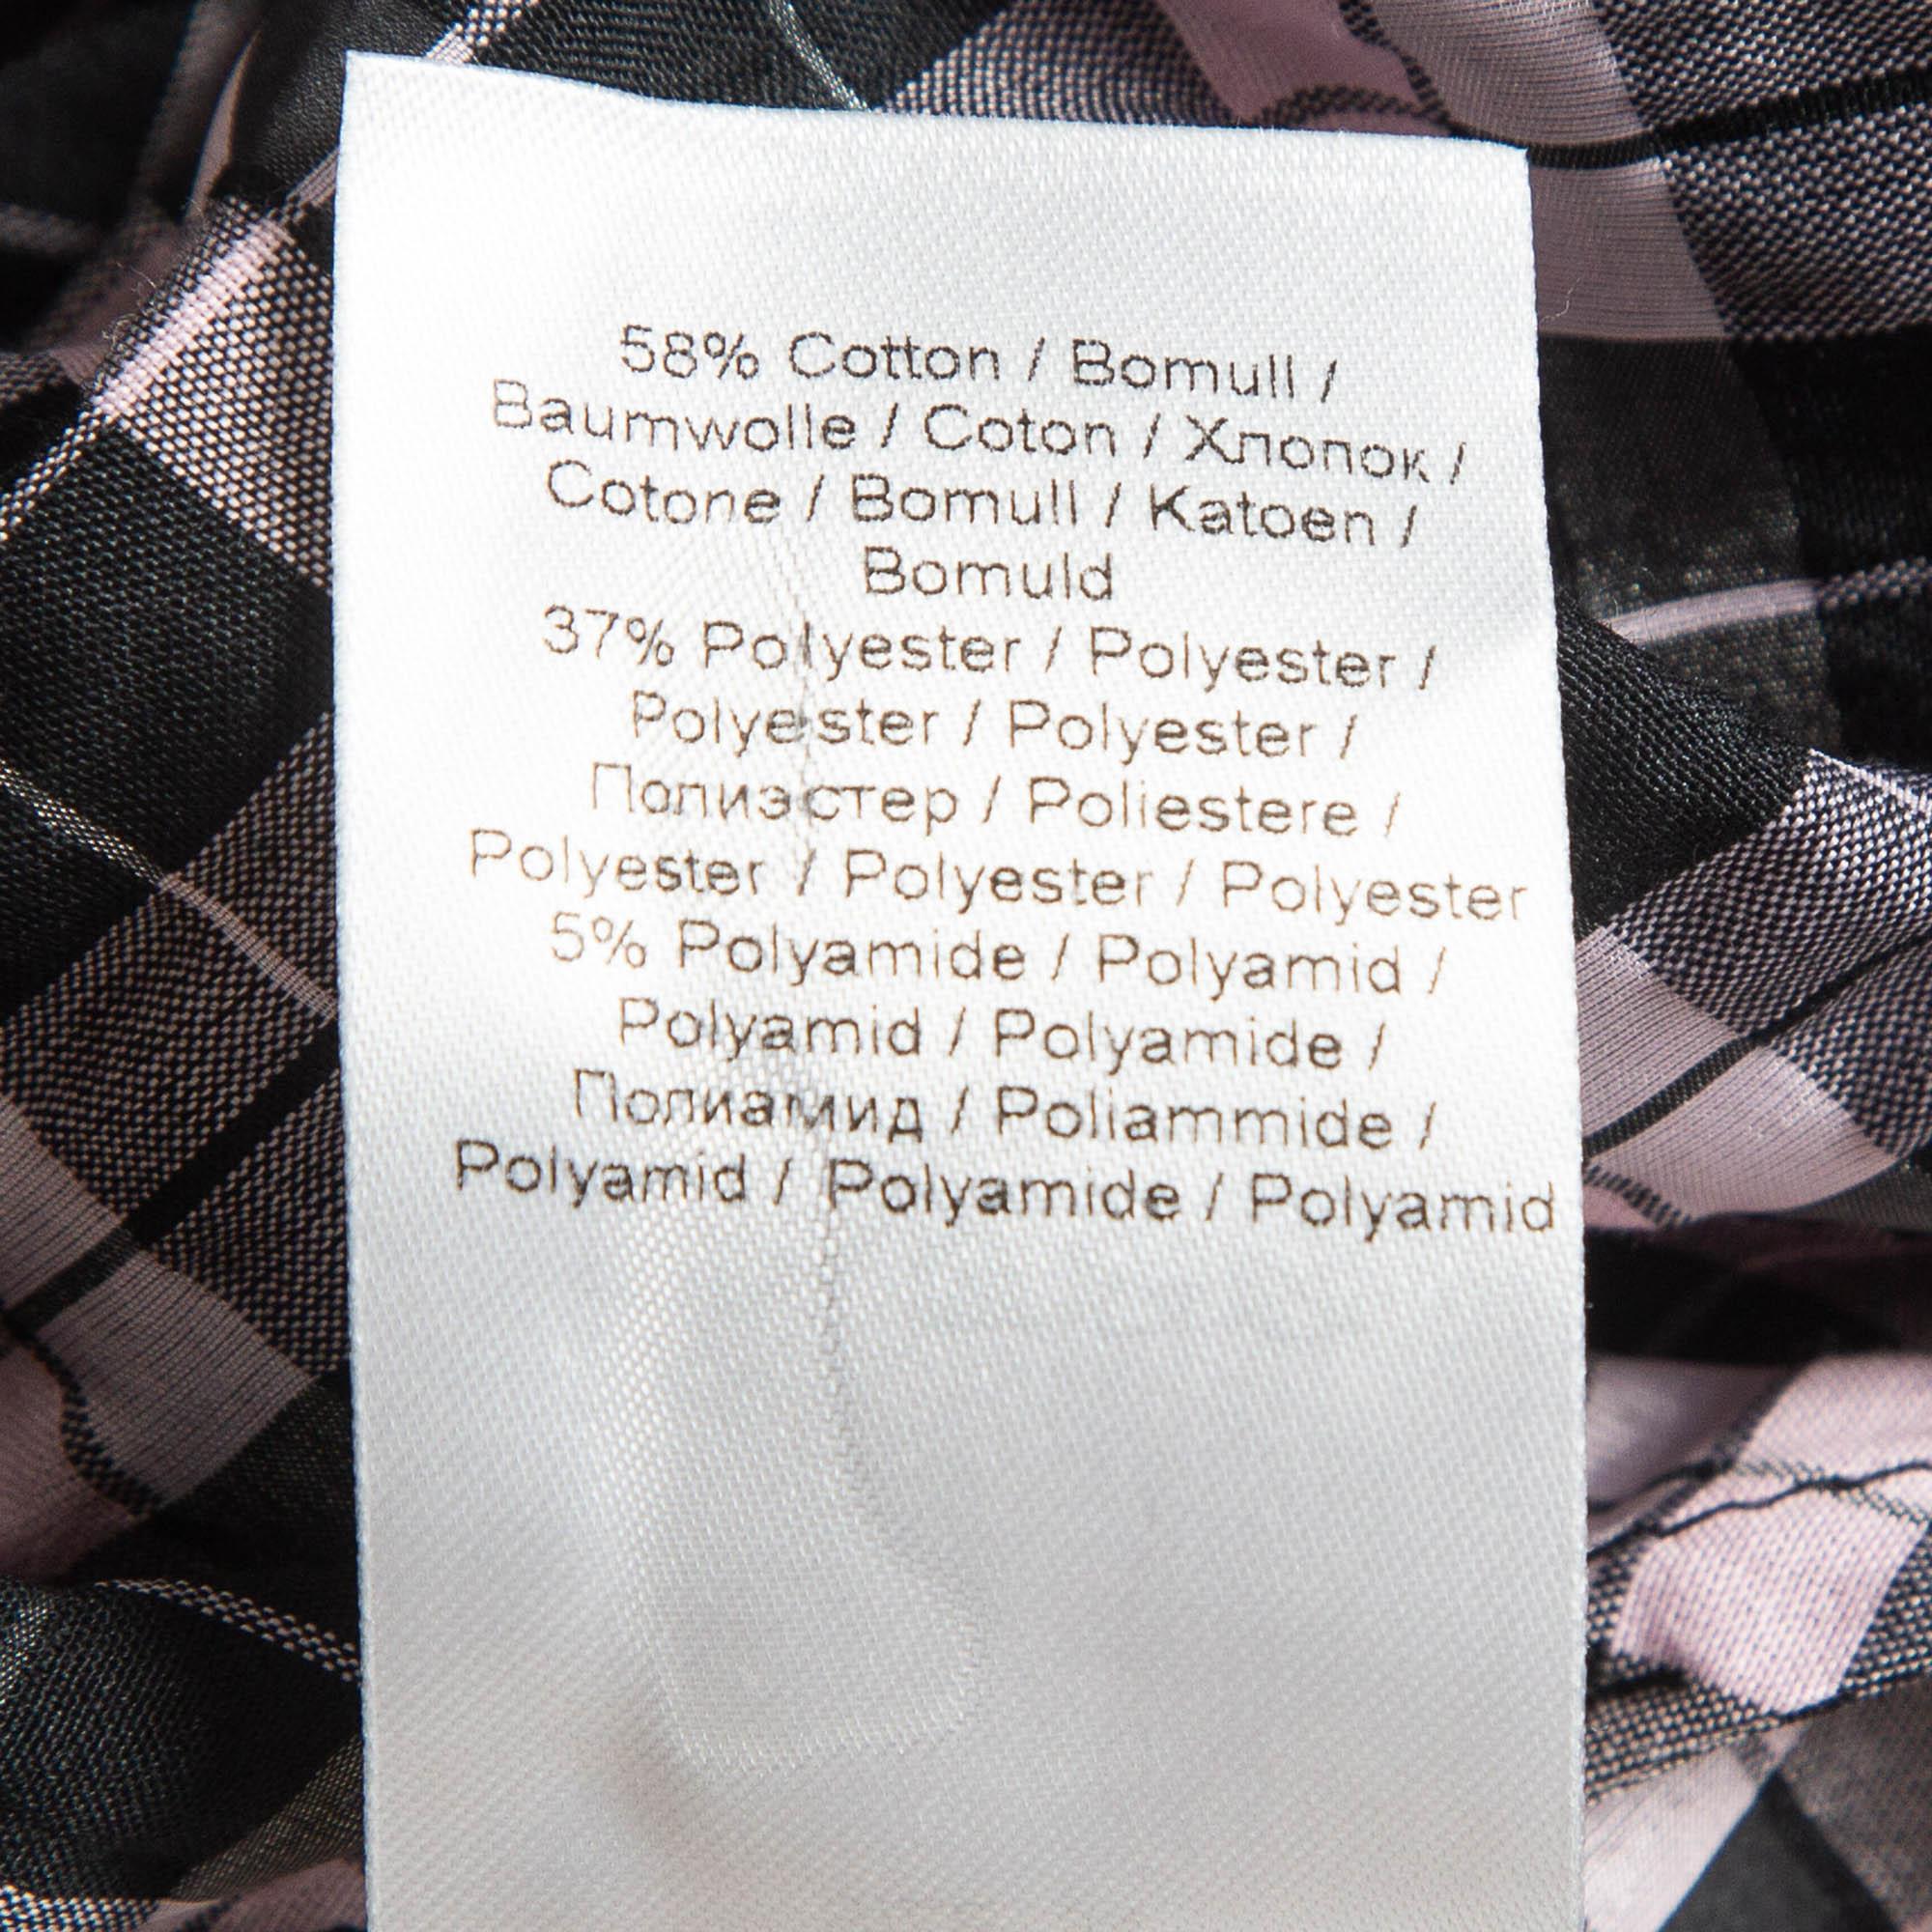 58% Cotton / Bomull /
Baumwolle / Coton / Хлопок /
Cotone / Bomull / Katoen /
Bomuld
37% Polyester / Polyester /
Polyester / Polyester /
Полиэстер / Poliestere /
Polyester / Polyester / Polyester
5% Polyamide / Polyamid /
Polyamid / Polyamide /
Полиамид / Poliammide /
Polyamid / Polyamide / Polyamid